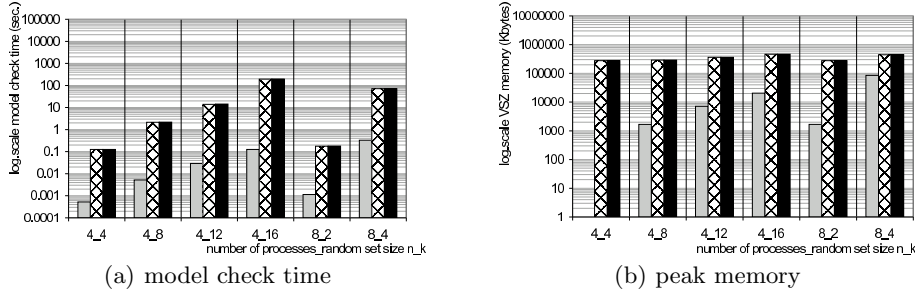 log.scale model check time (sec.)
100000
10000
1000
100
10
1
0.1
0.01
0.001
0.0001
4_4 4_8 4_12 4_16 8_2 8_4
number of processes_random set size n_k
(a) model check time
log.scale VSZ memory (Kbytes)
1000000
100000
10000
1000
100
10
1
4_4 4_8 4_12 4_16 8_2 8_4
number of processes_random set size n_k
(b) peak memory